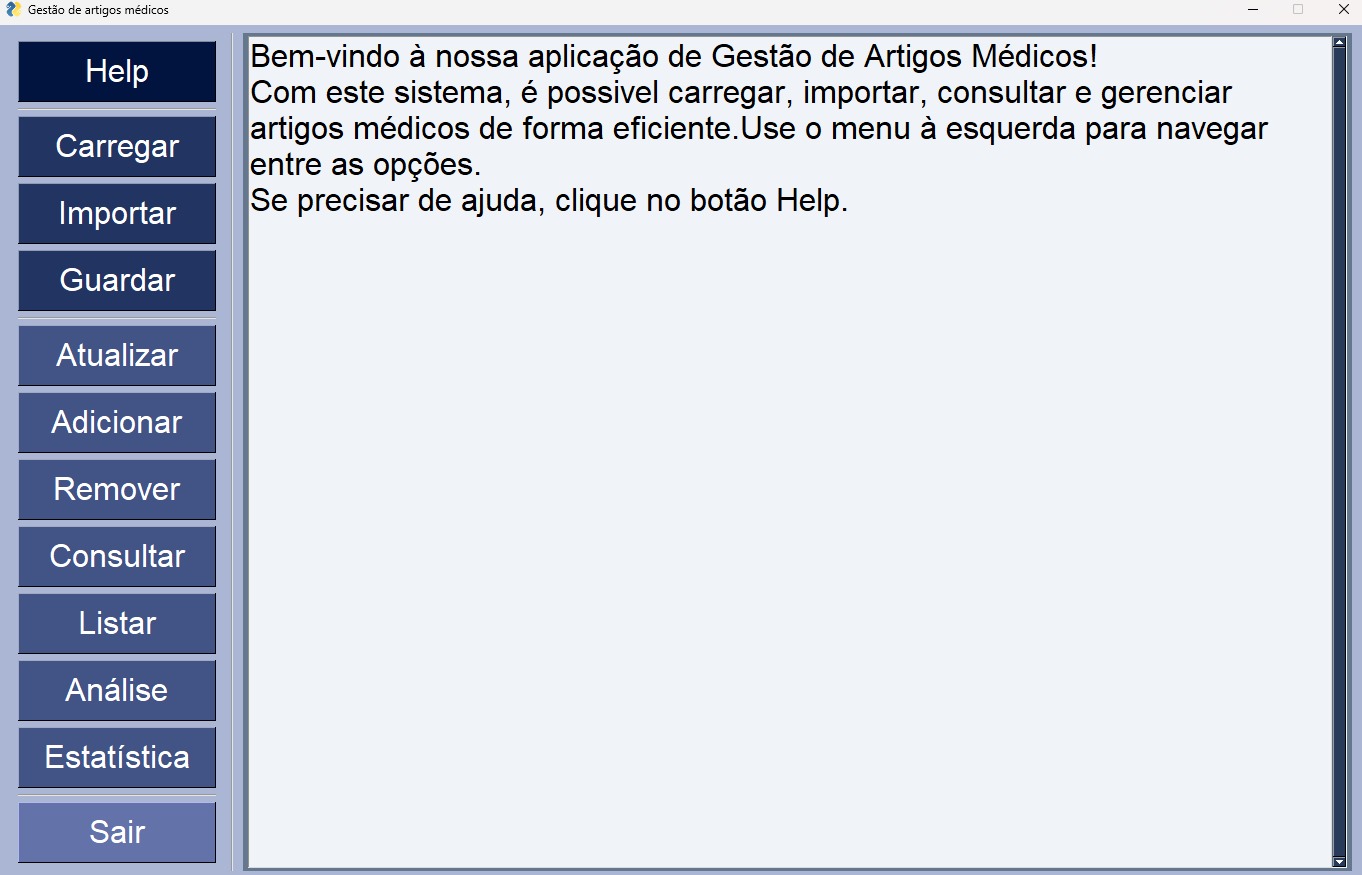 Gestão de artigos médicos
Help
Carregar
Importar
Guardar
Atualizar
Adicionar
Remover
Consultar
Listar
Análise
Estatística
Sair
Bem-vindo à nossa aplicação de Gestão de Artigos Médicos!
Com este sistema, é possivel carregar, importar, consultar e gerenciar
artigos médicos de forma eficiente.Use o menu à esquerda para navegar
entre as opções.
Se precisar de ajuda, clique no botão Help.